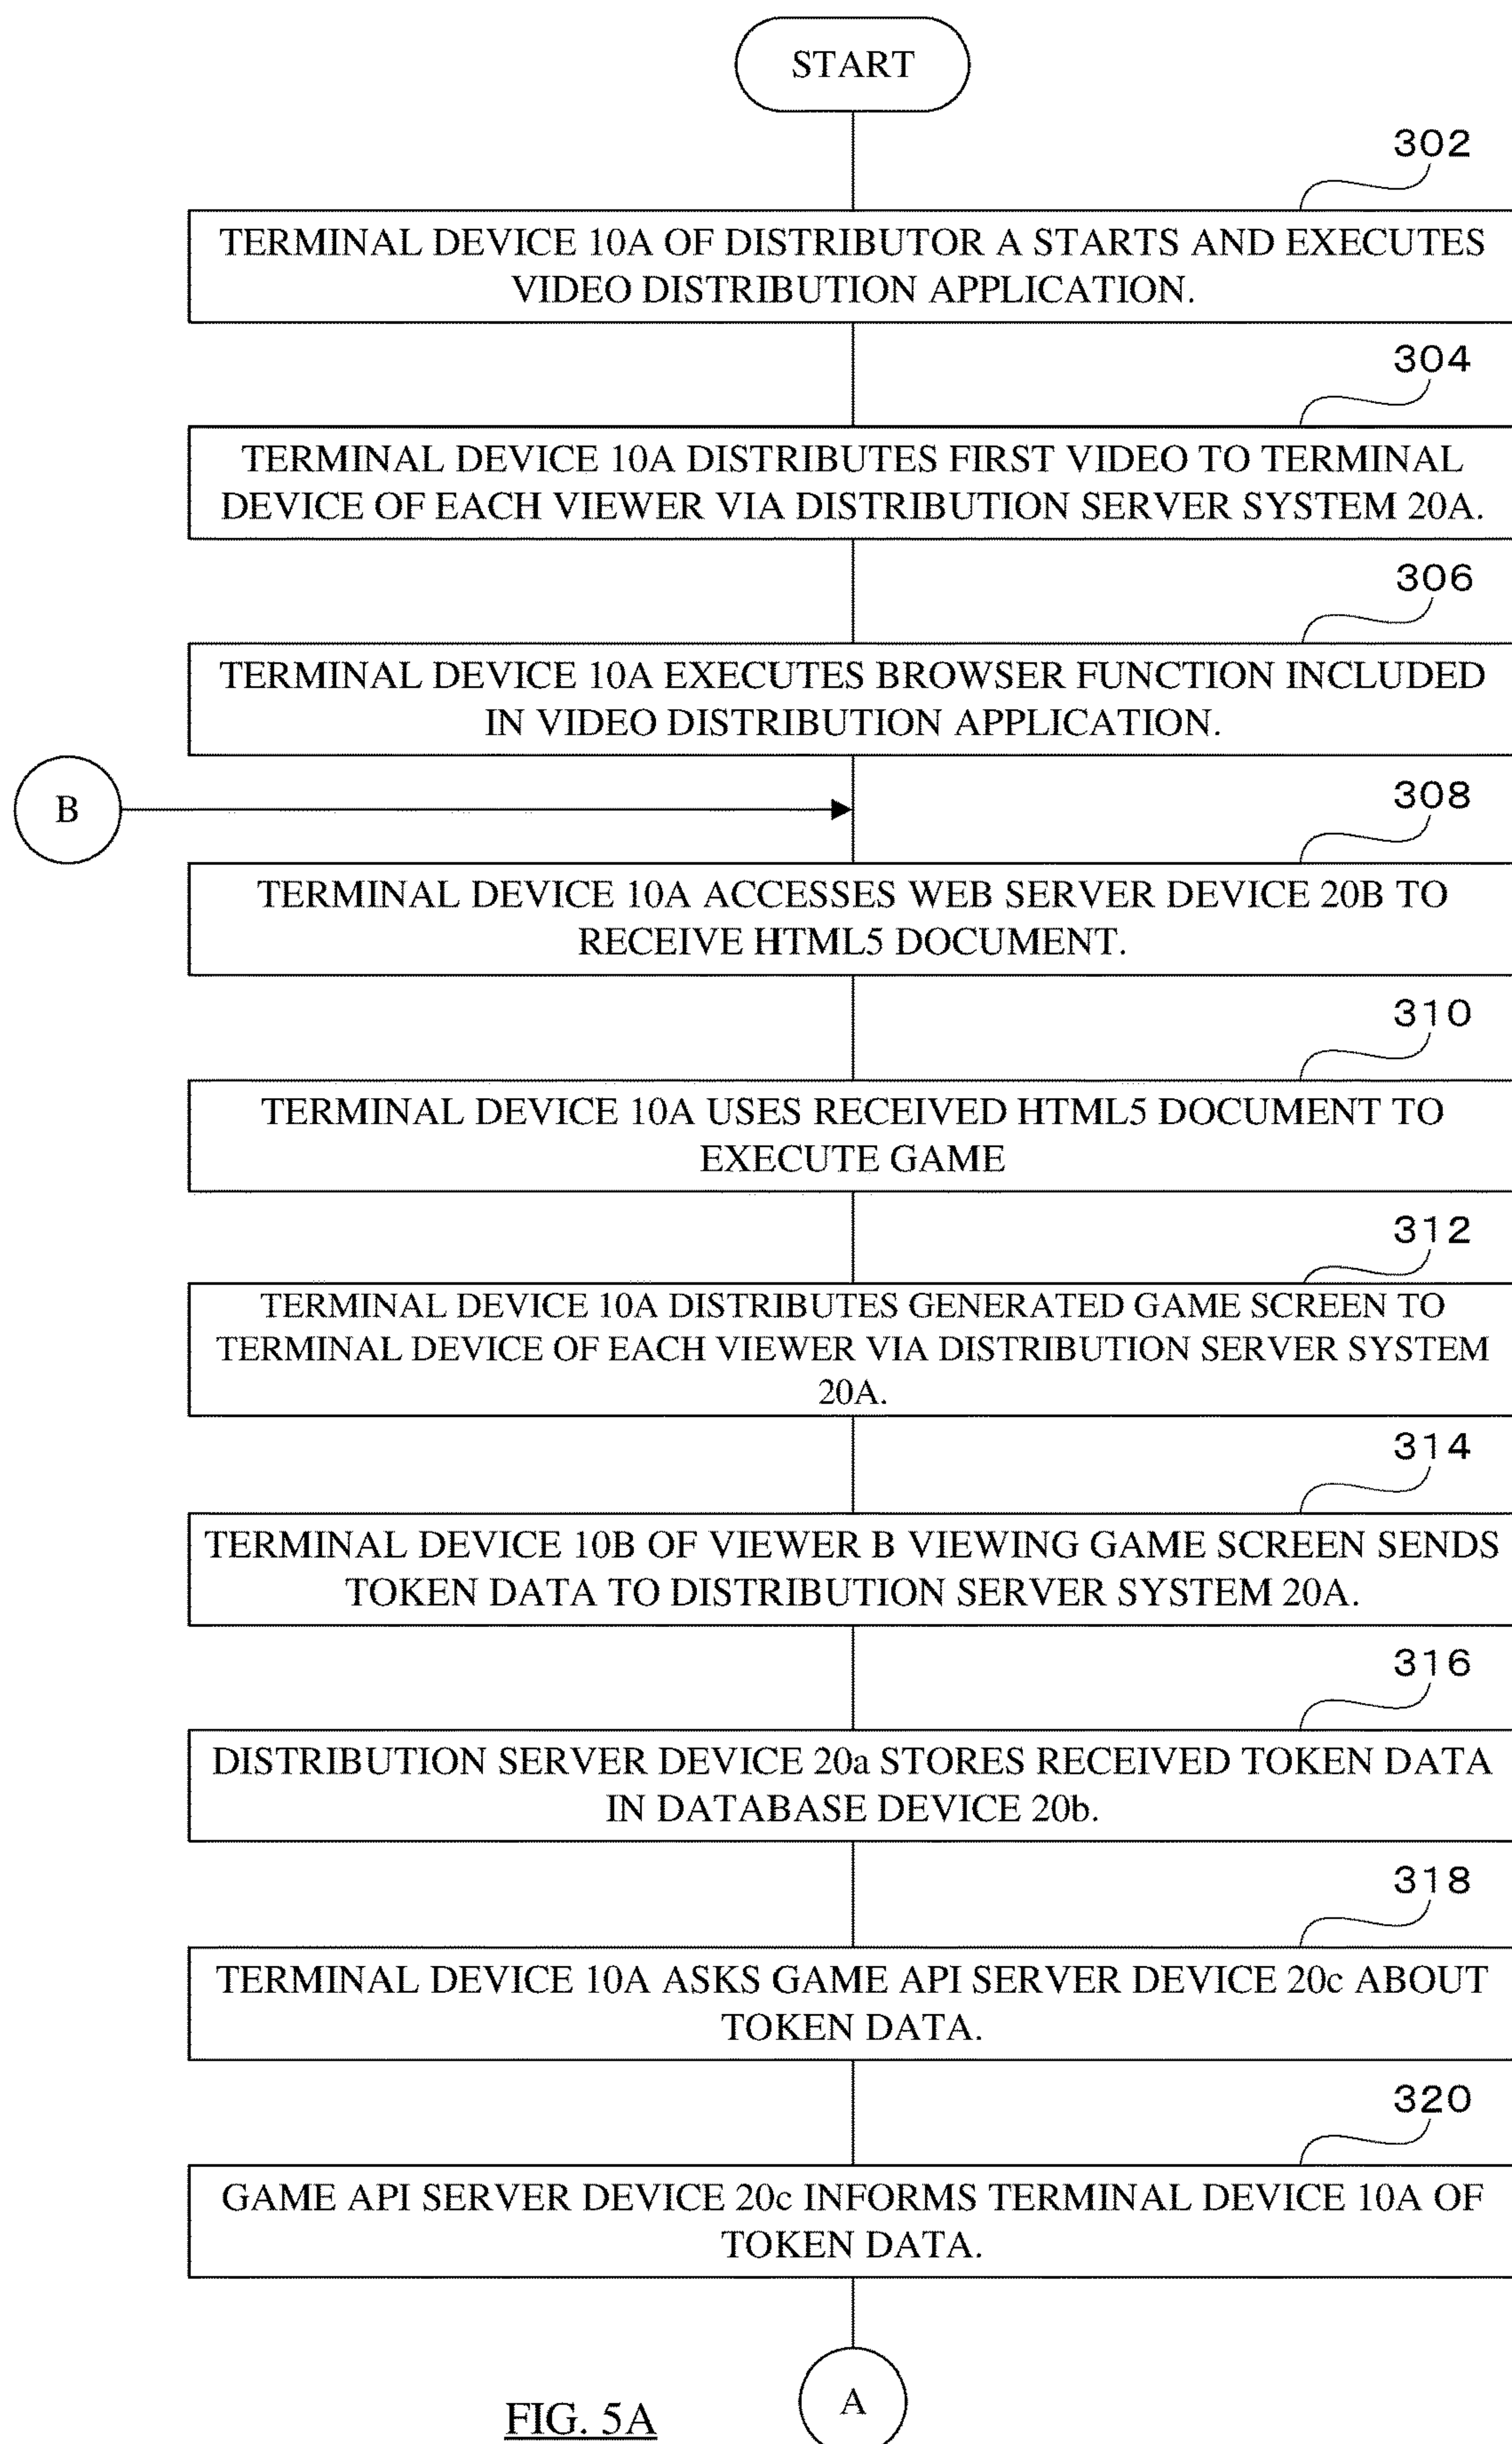 START
302
TERMINAL DEVICE 10A OF DISTRIBUTOR A STARTS AND EXECUTES
VIDEO DISTRIBUTION APPLICATION.
304
TERMINAL DEVICE 10A DISTRIBUTES FIRST VIDEO TO TERMINAL
DEVICE OF EACH VIEWER VIA DISTRIBUTION SERVER SYSTEM 20A.
306
TERMINAL DEVICE 10A EXECUTES BROWSER FUNCTION INCLUDED
IN VIDEO DISTRIBUTION APPLICATION.
B
308
TERMINAL DEVICE 10A ACCESSES WEB SERVER DEVICE 20B TO
RECEIVE HTML5 DOCUMENT.
310
TERMINAL DEVICE 10A USES RECEIVED HTML5 DOCUMENT TO
EXECUTE GAME
312
TERMINAL DEVICE 10A DISTRIBUTES GENERATED GAME SCREEN TO
TERMINAL DEVICE OF EACH VIEWER VIA DISTRIBUTION SERVER SYSTEM
20A.
314
TERMINAL DEVICE 10B OF VIEWER B VIEWING GAME SCREEN SENDS
TOKEN DATA TO DISTRIBUTION SERVER SYSTEM 20A.
316
DISTRIBUTION SERVER DEVICE 20a STORES RECEIVED TOKEN DATA
IN DATABASE DEVICE 20b.
318
TERMINAL DEVICE 10A ASKS GAME API SERVER DEVICE 20c ABOUT
TOKEN DATA.
320
GAME API SERVER DEVICE 20c INFORMS TERMINAL DEVICE 10A OF
TOKEN DATA.
A
FIG. 5A